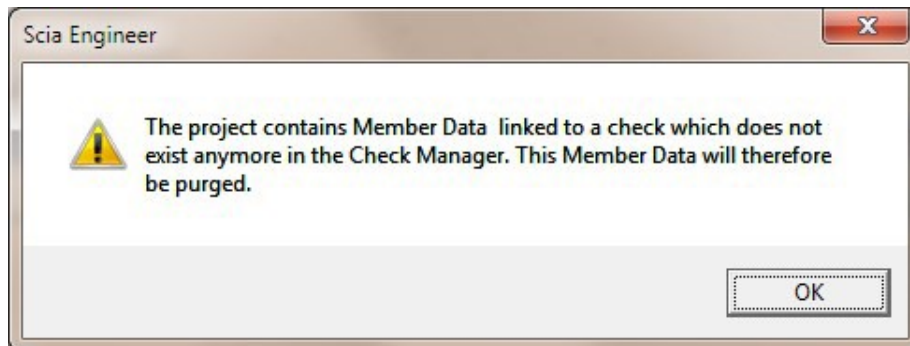 Scia Engineer
The project contains Member Data  linked to a check which does not
exist anymore in the Check Manager. This Member Data will therefore
be purged.
OK